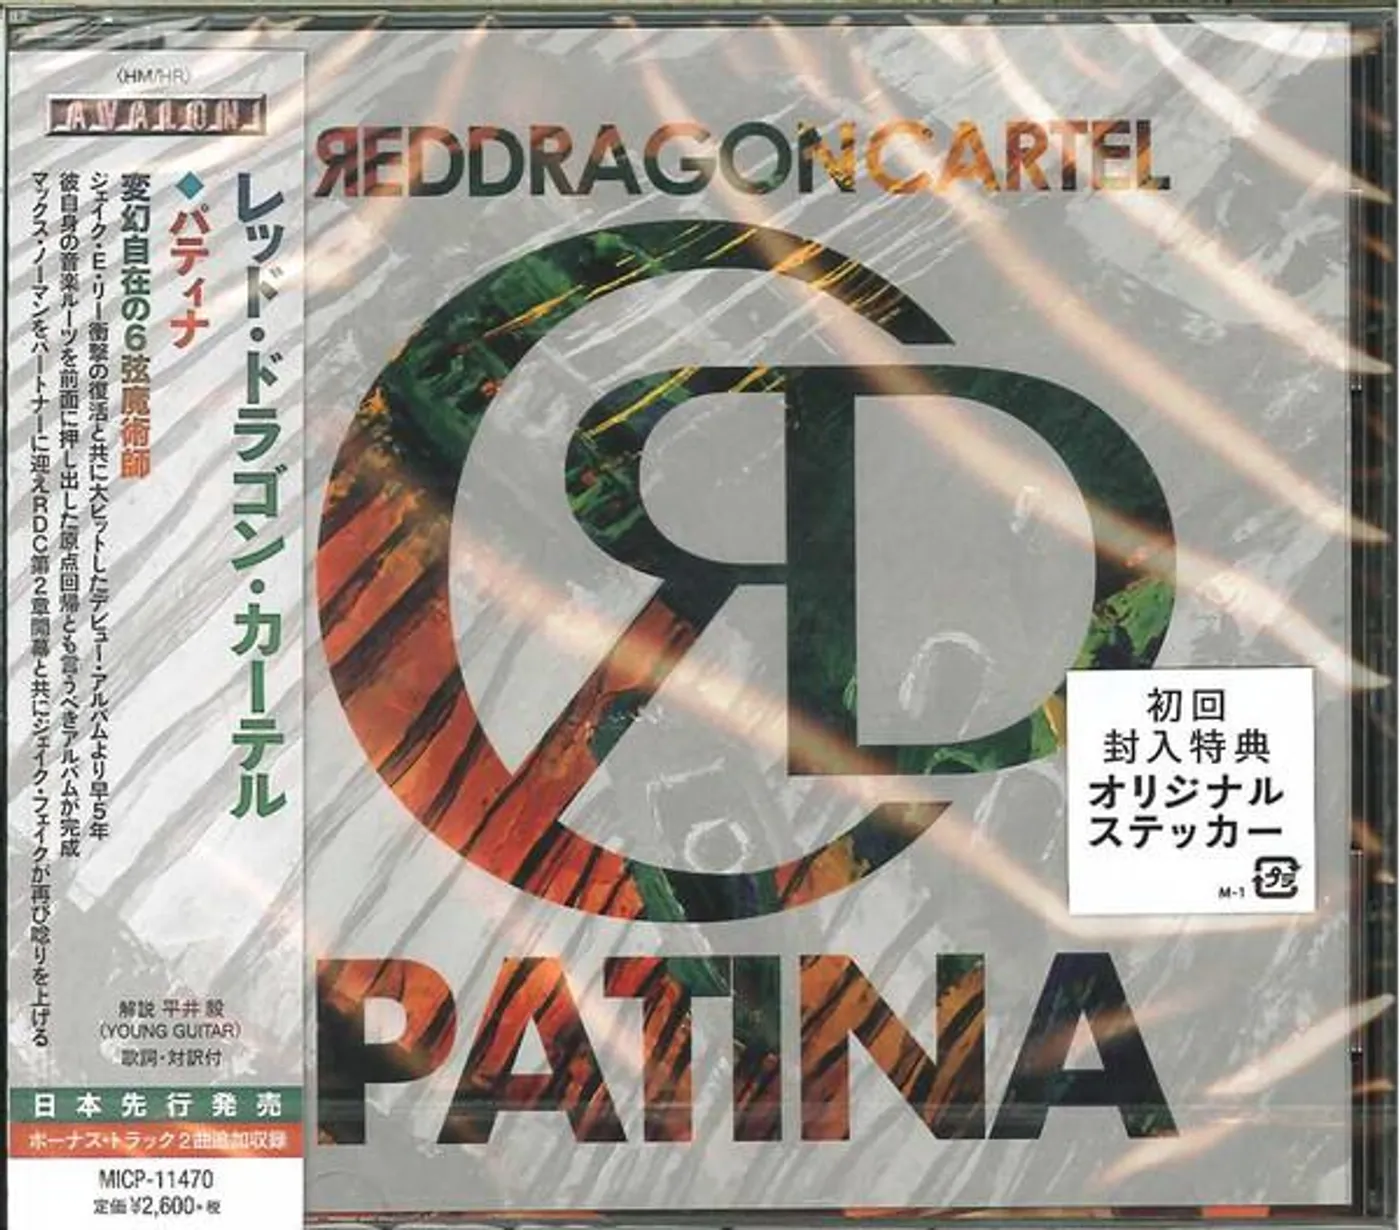 (HM/HR)
AVALON
レッド・ドラゴン・カーテル
◆パティナ
変幻自在の6弦魔術師
ジェイク・E・リー衝撃の復活と共に大ヒットしたデビュー・アルバムより早5年
彼自身の音楽ルーツを前面に押し出した原点回帰とも言うべきアルバムが完成
マックス・ノーマンをパートナーに迎えRDC第2章開幕と共にジェイク・フェイクが再び唸りを上げる
解説 平井 毅
(YOUNG GUITAR)
歌詞・対訳付
日本先行発売
ボーナス・トラック2曲追加収録
MICP-11470
定価¥2,600+税
REDDRAGONCARTEL
RDC
PATINA
初回
封入特典
オリジナル
ステッカー
M-1 プラ